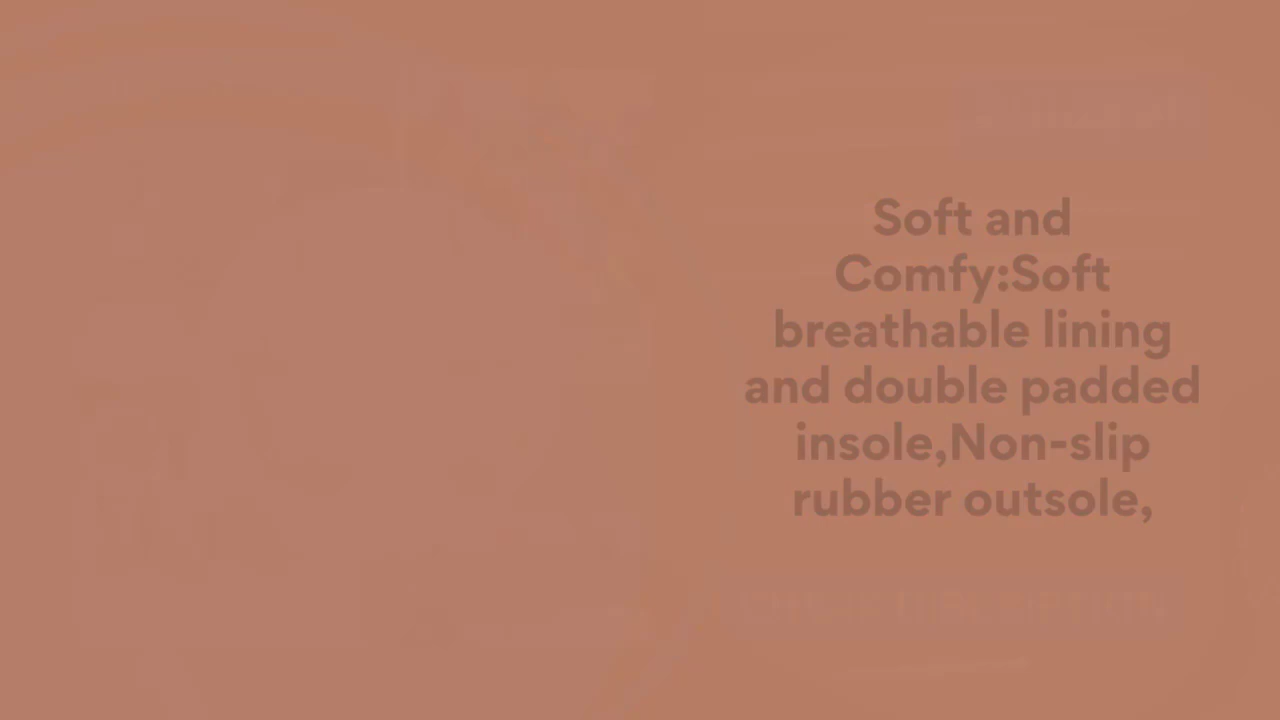 Soft and
Comfy:Soft
breathable lining
and double padded
insole,Non-slip
rubber outsole,